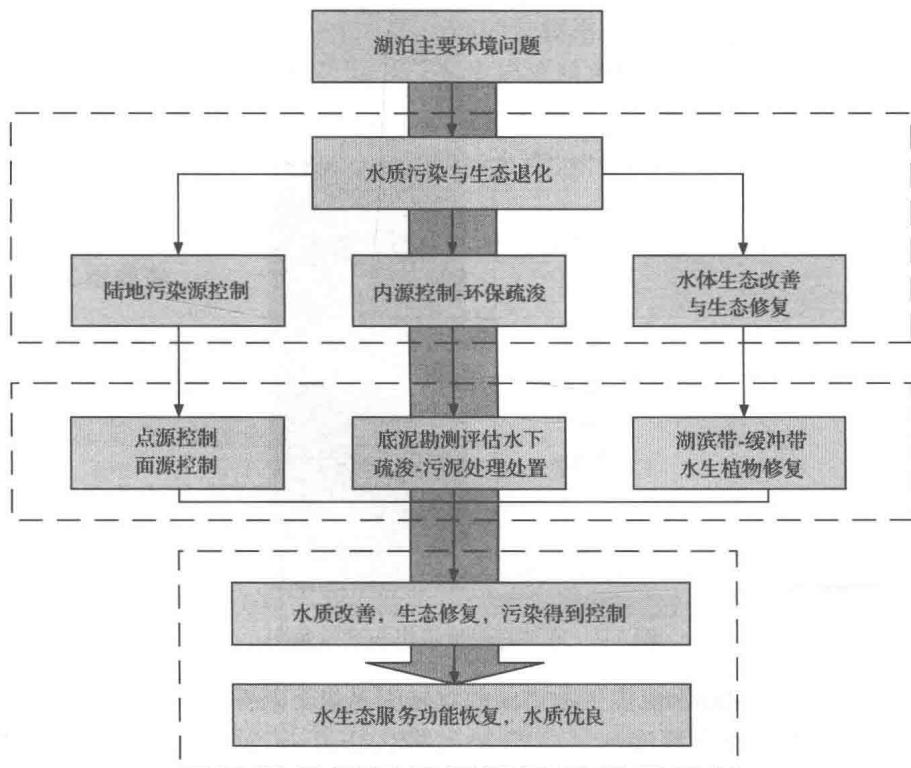 湖泊主要环境问题
水质污染与生态退化
陆地污染源控制
内源控制-环保疏浚
水体生态改善
与生态修复
点源控制
面源控制
底泥勘测评估水下
疏浚-污泥处理处置
湖滨带-缓冲带
水生植物修复
水质改善，生态修复，污染得到控制
水生态服务功能恢复，水质优良